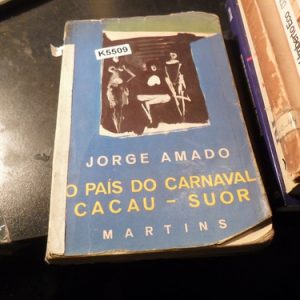 K5509
JORGE AMADO
O PAÍS DO CARNAVAL
CACAU – SUOR
MARTINS